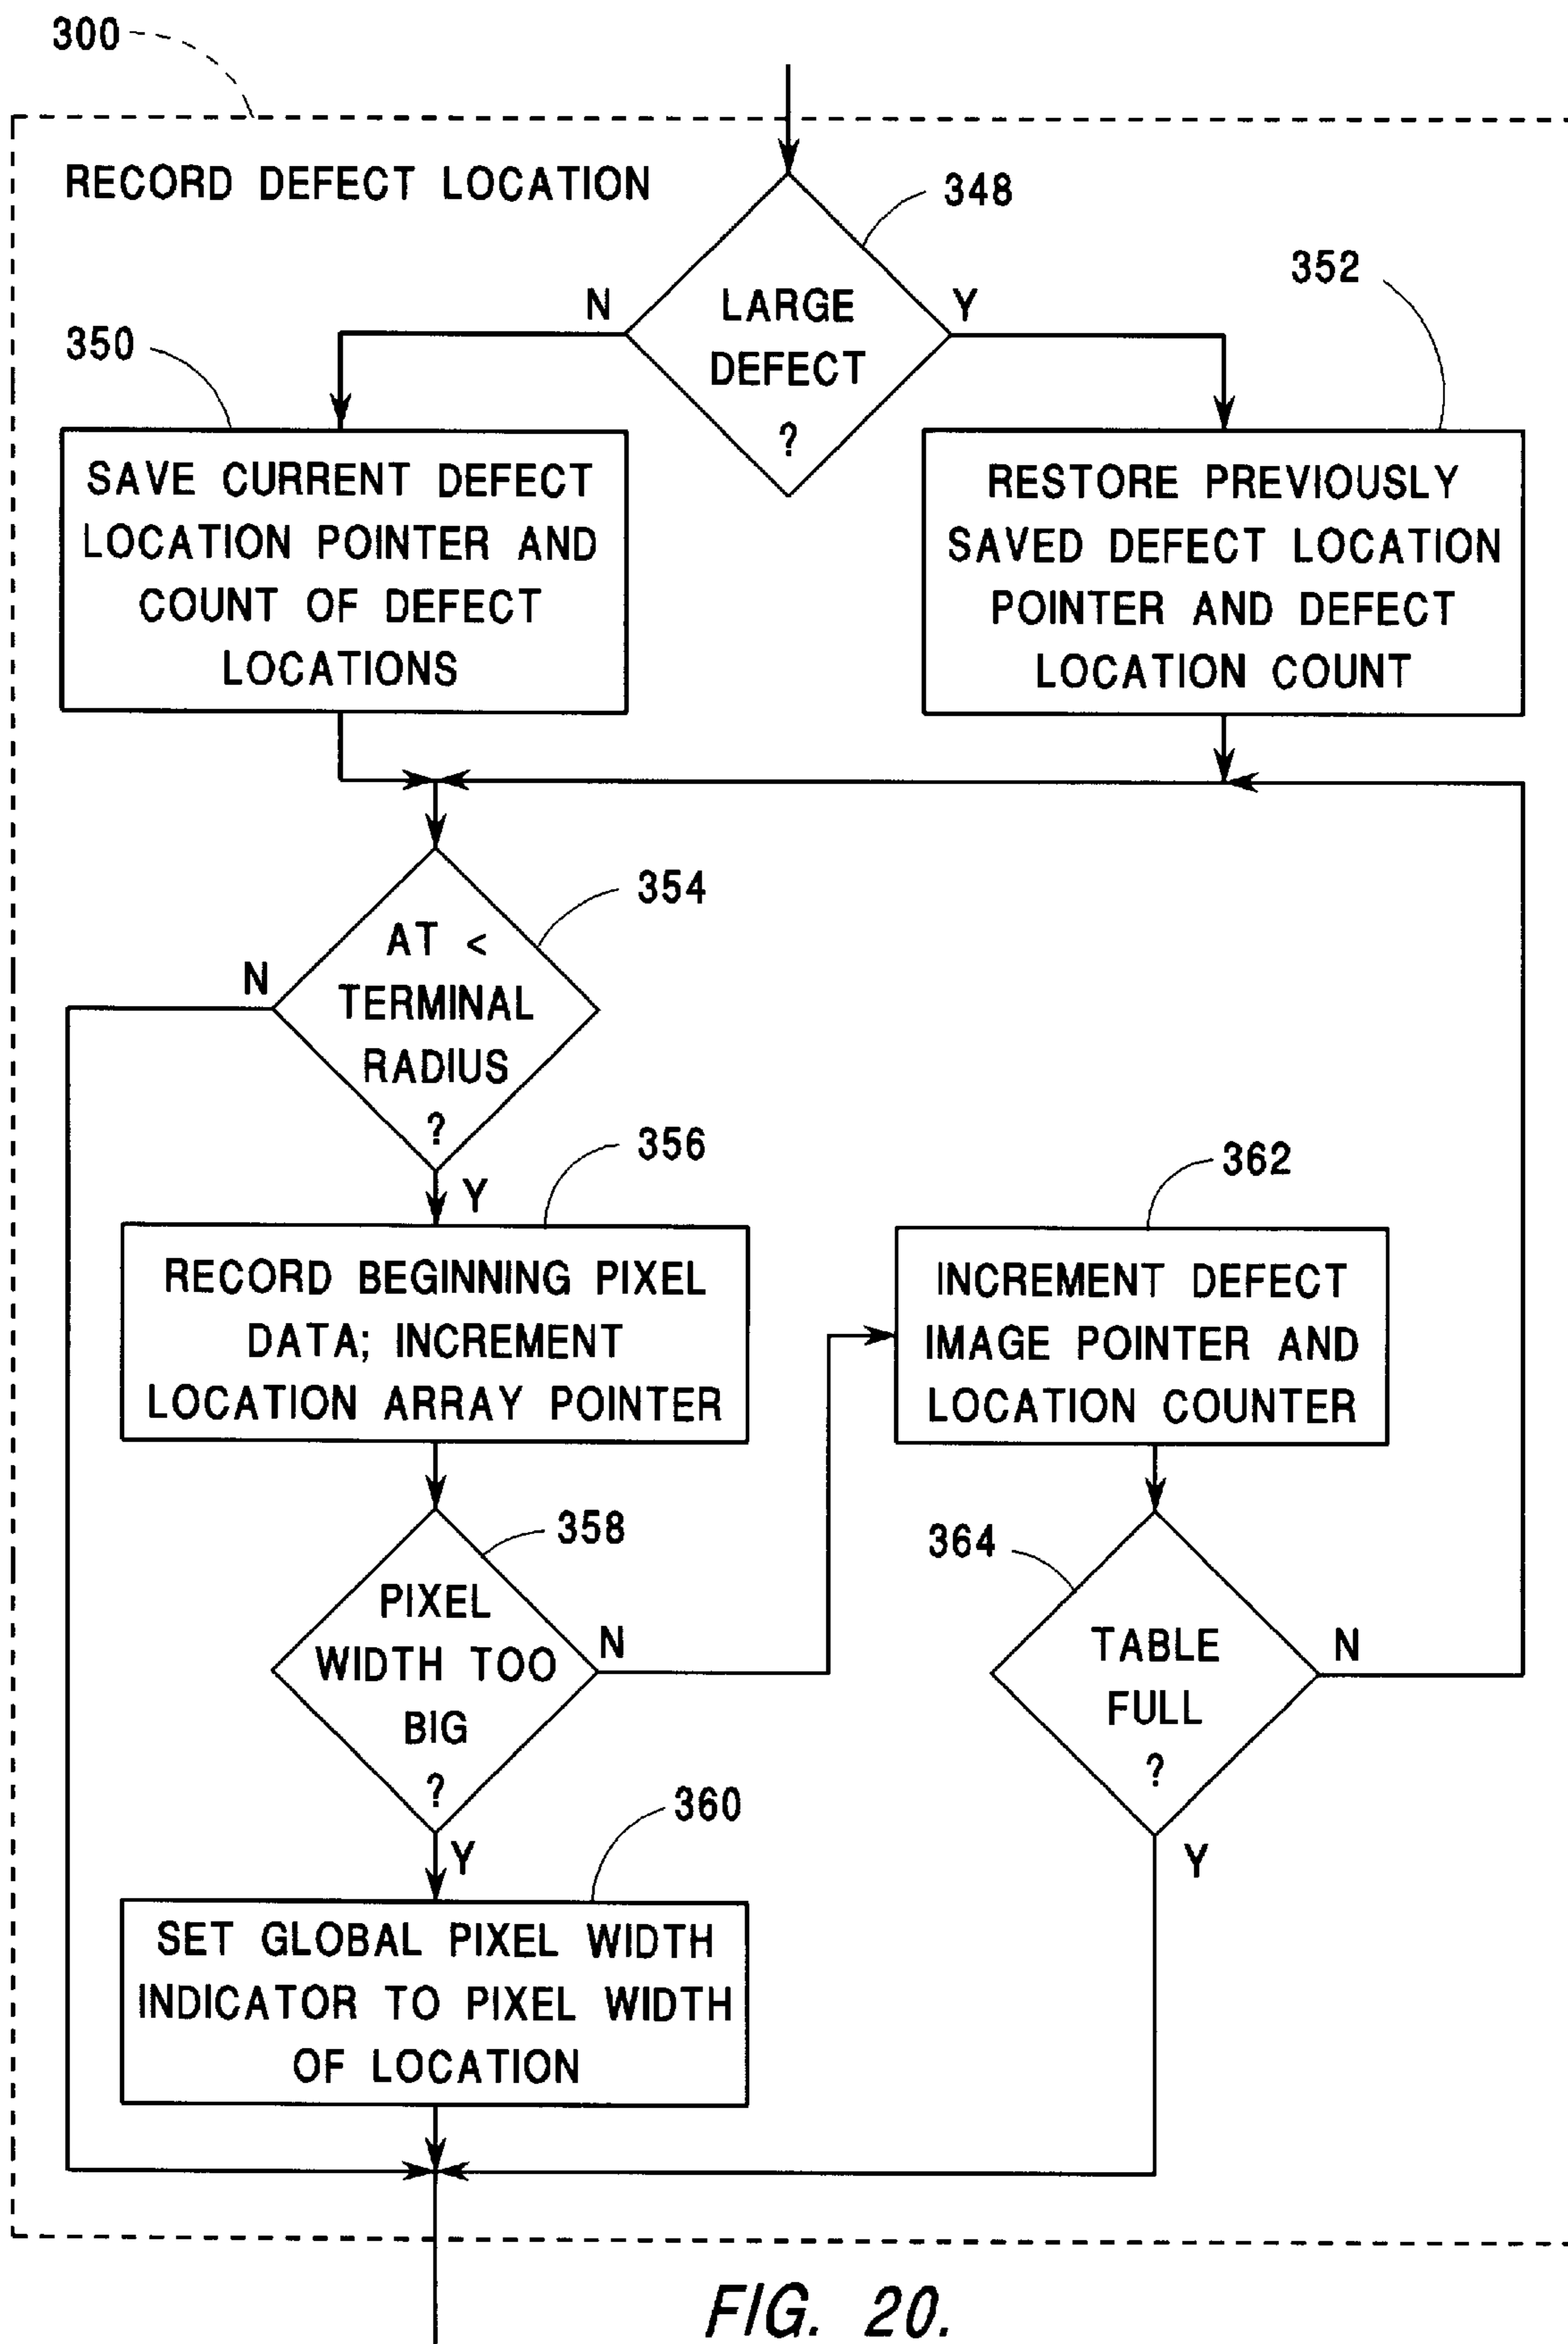 300
RECORD DEFECT LOCATION
348
352
N
LARGE
DEFECT
?
Y
350
SAVE CURRENT DEFECT
LOCATION POINTER AND
COUNT OF DEFECT
LOCATIONS
RESTORE PREVIOUSLY
SAVED DEFECT LOCATION
POINTER AND DEFECT
LOCATION COUNT
354
N
AT <
TERMINAL
RADIUS
?
Y
356
RECORD BEGINNING PIXEL
DATA; INCREMENT
LOCATION ARRAY POINTER
362
INCREMENT DEFECT
IMAGE POINTER AND
LOCATION COUNTER
358
PIXEL
WIDTH TOO
BIG
?
N
Y
364
TABLE
FULL
?
N
Y
360
SET GLOBAL PIXEL WIDTH
INDICATOR TO PIXEL WIDTH
OF LOCATION
FIG. 20.